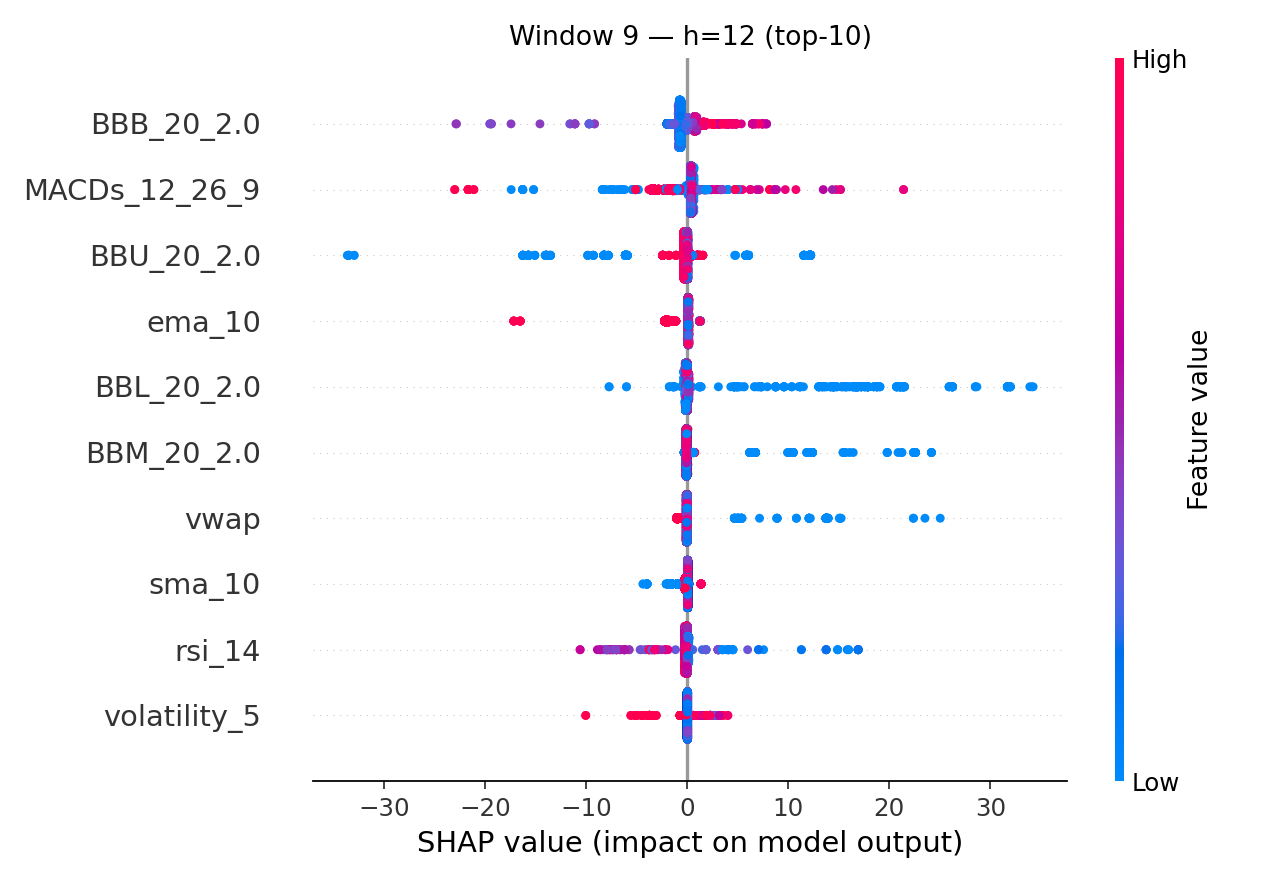 Window 9 — h=12 (top-10)
High
BBB_20_2.0
MACDs_12_26_9
BBU_20_2.0
ema_10
BBL_20_2.0
BBM_20_2.0
vwap
sma_10
rsi_14
volatility_5
Feature value
Low
−30 −20 −10 0 10 20 30
SHAP value (impact on model output)